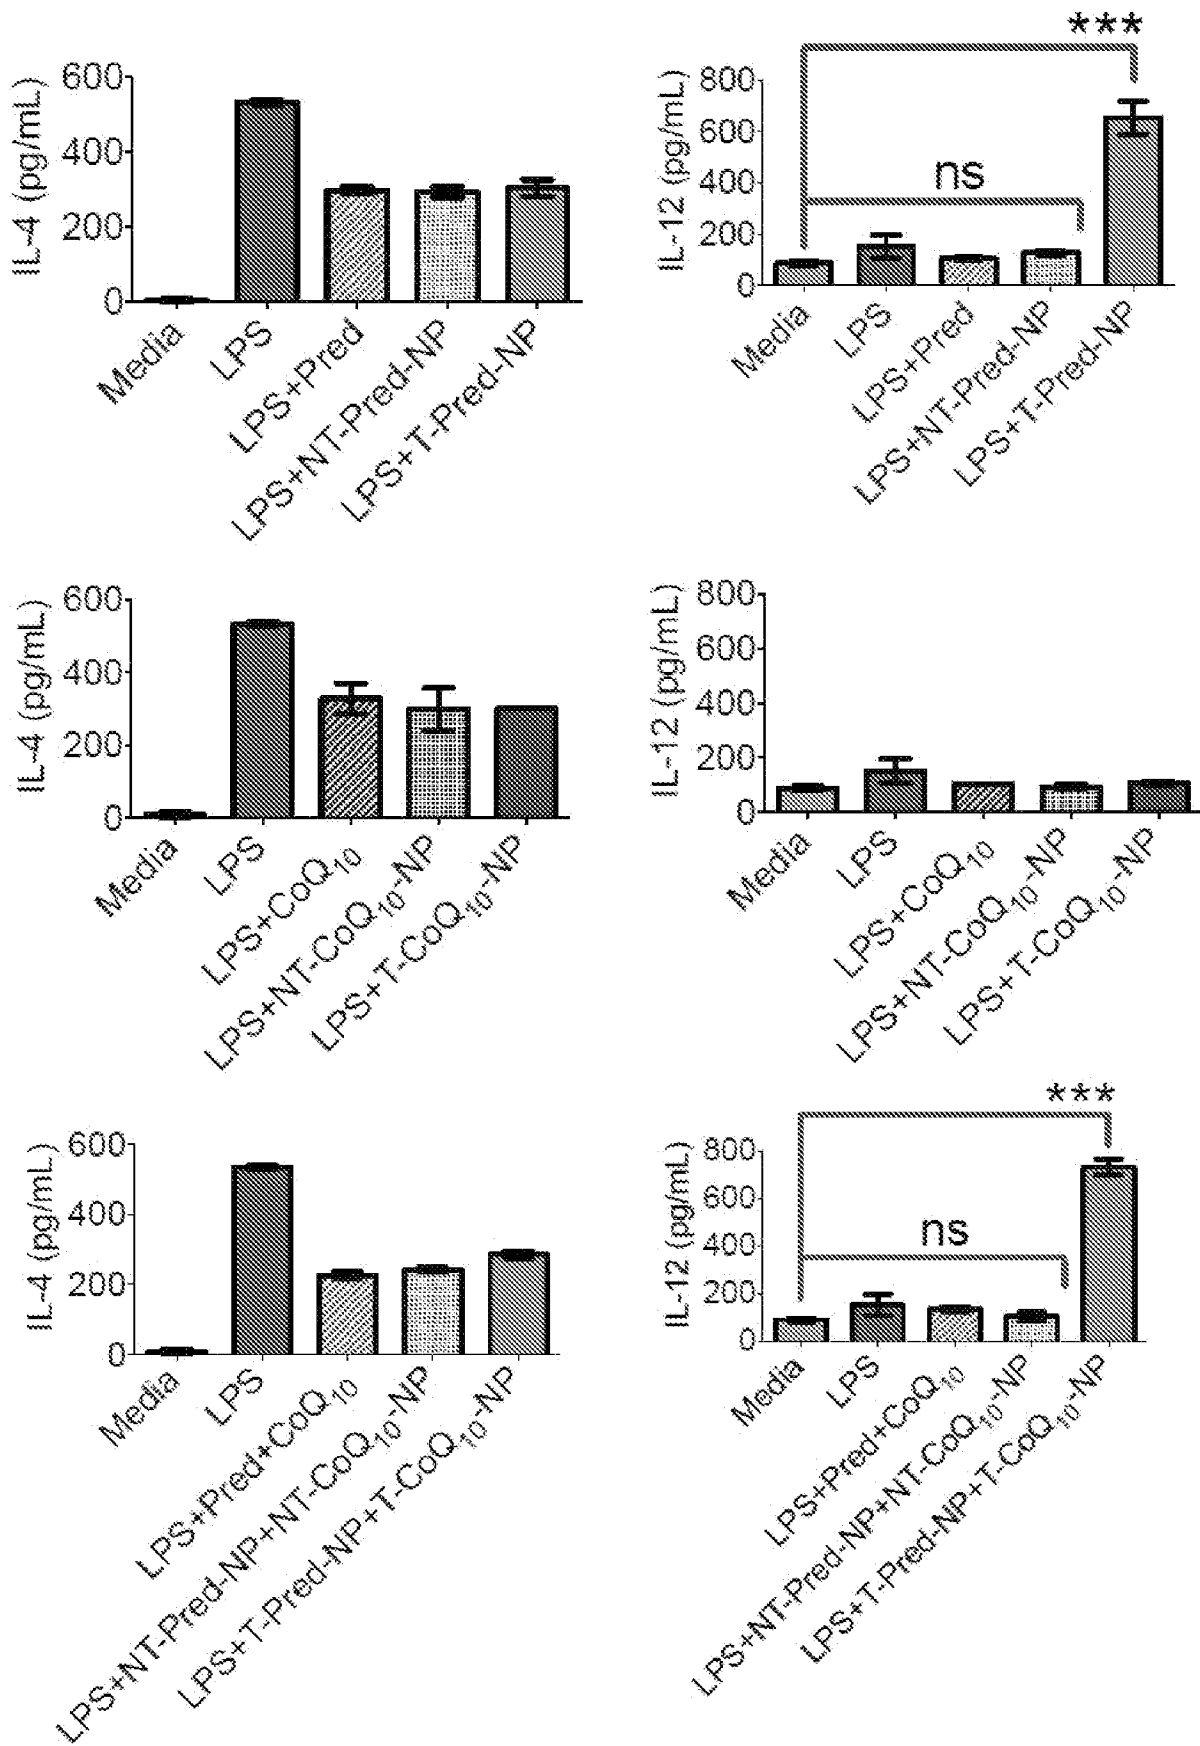 IL-4 (pg/mL)
600
400
200
0
Media
LPS
LPS+Pred
LPS+NT-Pred-NP
LPS+T-Pred-NP
***
ns
IL-12 (pg/mL)
800
600
400
200
0
Media
LPS
LPS+Pred
LPS+NT-Pred-NP
LPS+T-Pred-NP
IL-4 (pg/mL)
600
400
200
0
Media
LPS
LPS+CoQ10
LPS+NT-CoQ10-NP
LPS+T-CoQ10-NP
IL-12 (pg/mL)
800
600
400
200
0
Media
LPS
LPS+CoQ10
LPS+NT-CoQ10-NP
LPS+T-CoQ10-NP
IL-4 (pg/mL)
600
400
200
0
Media
LPS
LPS+Pred+CoQ10
LPS+NT-Pred-NP+NT-CoQ10-NP
LPS+T-Pred-NP+T-CoQ10-NP
***
ns
IL-12 (pg/mL)
800
600
400
200
0
Media
LPS
LPS+Pred+CoQ10
LPS+NT-Pred-NP+NT-CoQ10-NP
LPS+T-Pred-NP+T-CoQ10-NP